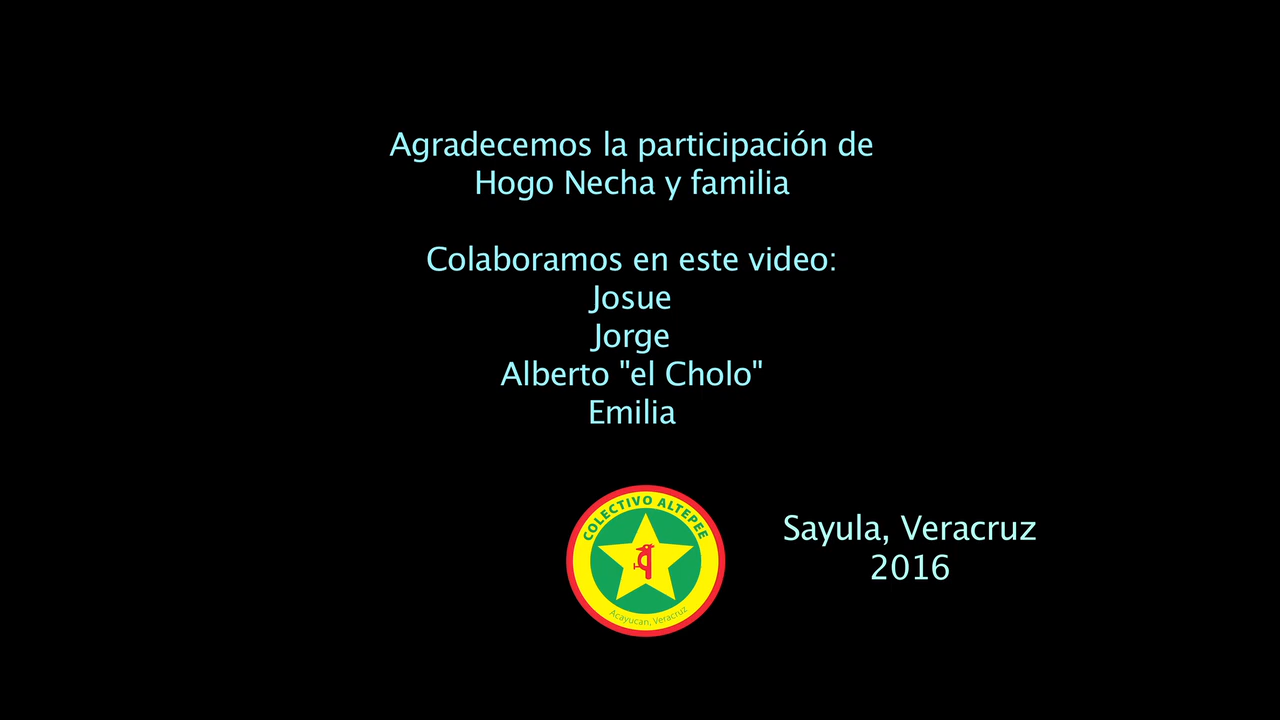 Agradecemos la participación de
Hogo Necha y familia
Colaboramos en este video:
Josue
Jorge
Alberto "el Cholo"
Emilia
COLECTIVO ALTEPEE
Acayucan, Veracruz
Sayula, Veracruz
2016